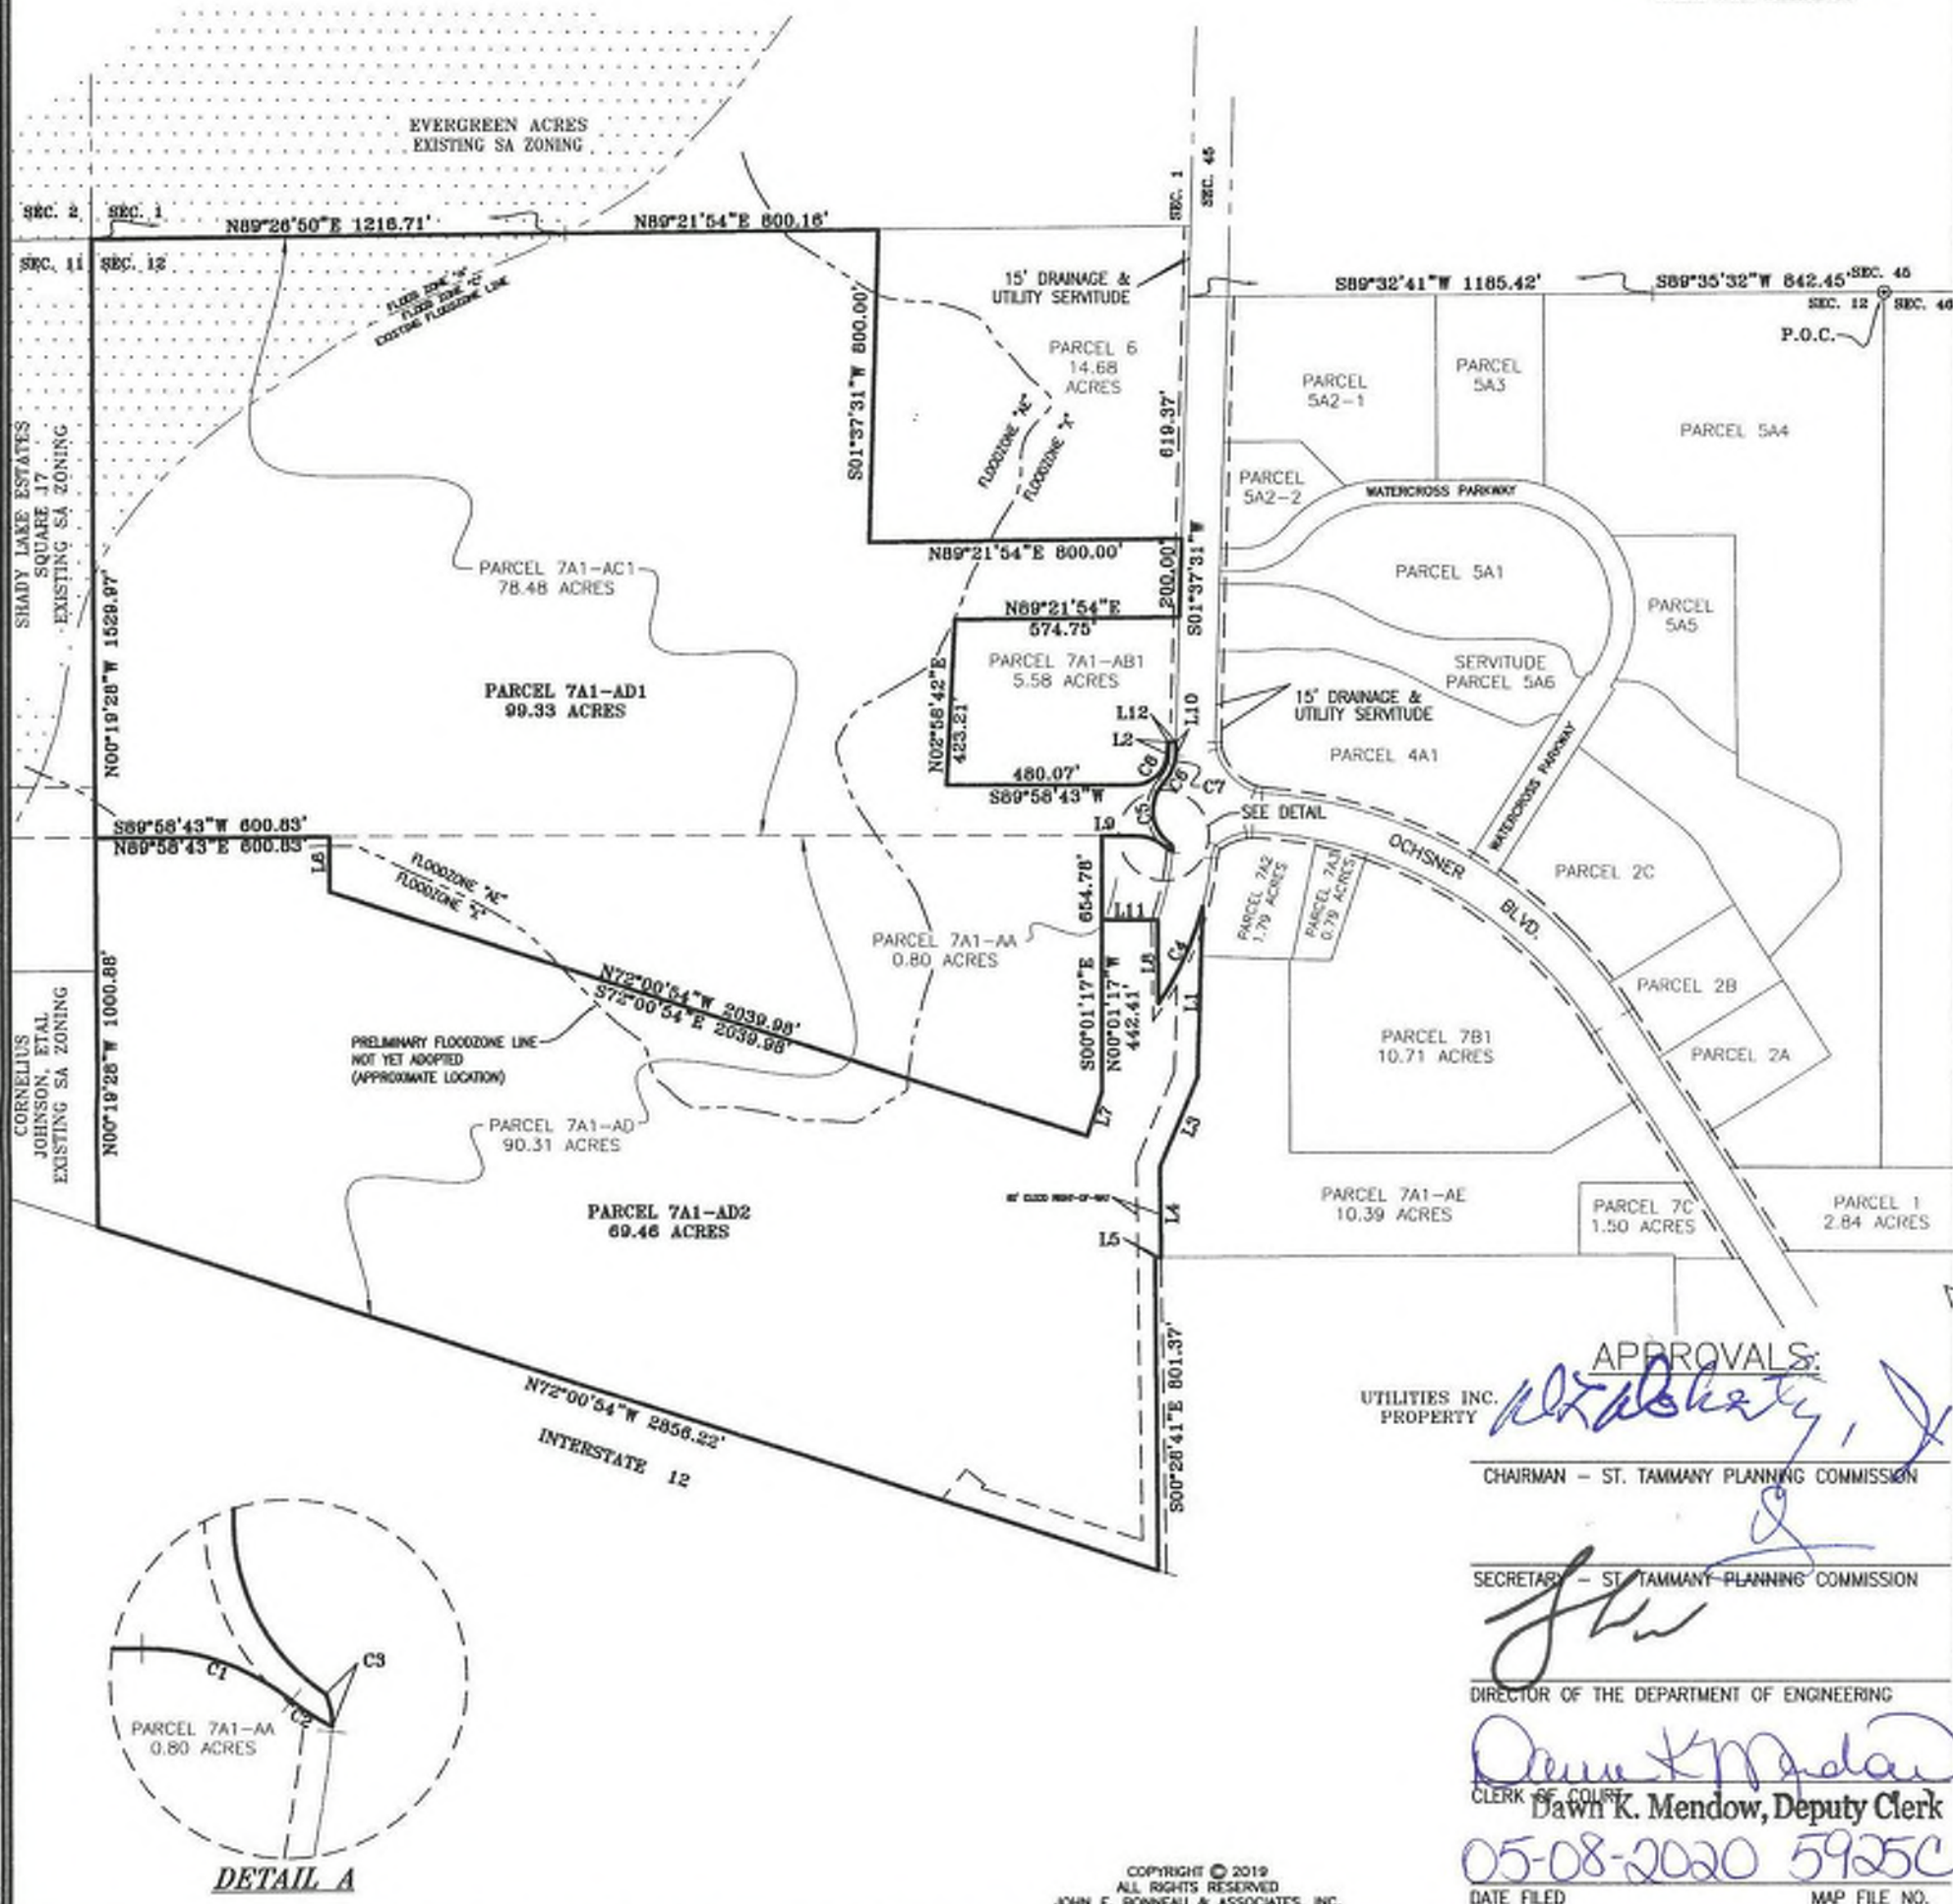 EVERGREEN ACRES
EXISTING SA ZONING
SEC. 2
SEC. 1
SEC. 11
SEC. 12
N89°26'50"E 1216.71'
N89°21'54"E 800.16'
SEC. 1
SEC. 45
15' DRAINAGE &
UTILITY SERVITUDE
S89°32'41"W 1185.42'
S89°35'32"W 642.45'
SEC. 45
SEC. 12
SEC. 46
P.O.C.
EXISTING FLOODZONE LINE
S01°37'31"W 800.00'
PARCEL 6
14.68
ACRES
FLOODZONE "AE"
FLOODZONE "X"
619.37'
PARCEL
5A2-1
PARCEL
5A3
PARCEL 5A4
PARCEL
5A2-2
WATERCROSS PARKWAY
SHADY LAKE ESTATES
SQUARE 17
EXISTING SA ZONING
N00°19'28"W 1529.97'
PARCEL 7A1-AC1
78.48 ACRES
N89°21'54"E 800.00'
200.00'
S01°37'31"W
PARCEL 5A1
PARCEL
5A5
N89°21'54"E
574.75'
PARCEL 7A1-AB1
5.58 ACRES
N02°58'42"E
423.21'
SERVITUDE
PARCEL 5A6
15' DRAINAGE &
UTILITY SERVITUDE
PARCEL 7A1-AD1
99.33 ACRES
L12
L2
L10
PARCEL 4A1
WATERCROSS PARKWAY
480.07'
S89°58'43"W
C8
C6
C7
C5
SEE DETAIL
L9
S89°58'43"W 600.83'
N89°58'43"E 600.83'
L6
FLOODZONE "AE"
FLOODZONE "X"
654.78'
OCHSNER
BLVD.
PARCEL 7A2
1.79 ACRES
PARCEL 7A3
0.79 ACRES
PARCEL 2C
L11
PARCEL 7A1-AA
0.80 ACRES
L8
C4
L1
PARCEL 2B
N72°00'54"W 2039.98'
S72°00'54"E 2039.98'
S00°01'17"E
N00°01'17"W
442.41'
PARCEL 7B1
10.71 ACRES
PARCEL 2A
PRELIMINARY FLOODZONE LINE
NOT YET ADOPTED
(APPROXIMATE LOCATION)
CORNELIUS
JOHNSON, ETAL
EXISTING SA ZONING
N00°19'28"W 1000.88'
L7
L3
PARCEL 7A1-AD
90.31 ACRES
PARCEL 7A1-AD2
69.46 ACRES
L4
L5
PARCEL 7A1-AE
10.39 ACRES
PARCEL 7C
1.50 ACRES
PARCEL 1
2.84 ACRES
N72°00'54"W 2856.22'
INTERSTATE 12
S00°28'41"E 801.37'
APPROVALS:
UTILITIES INC.
PROPERTY
CHAIRMAN - ST. TAMMANY PLANNING COMMISSION
SECRETARY - ST. TAMMANY PLANNING COMMISSION
DIRECTOR OF THE DEPARTMENT OF ENGINEERING
CLERK OF COURT
Dawn K. Mendow, Deputy Clerk
05-08-2020 5925C
DATE FILED MAP FILE NO.
C1
C2
C3
PARCEL 7A1-AA
0.80 ACRES
DETAIL A
COPYRIGHT © 2019
ALL RIGHTS RESERVED
JOHN E. BONNEAU & ASSOCIATES, INC.